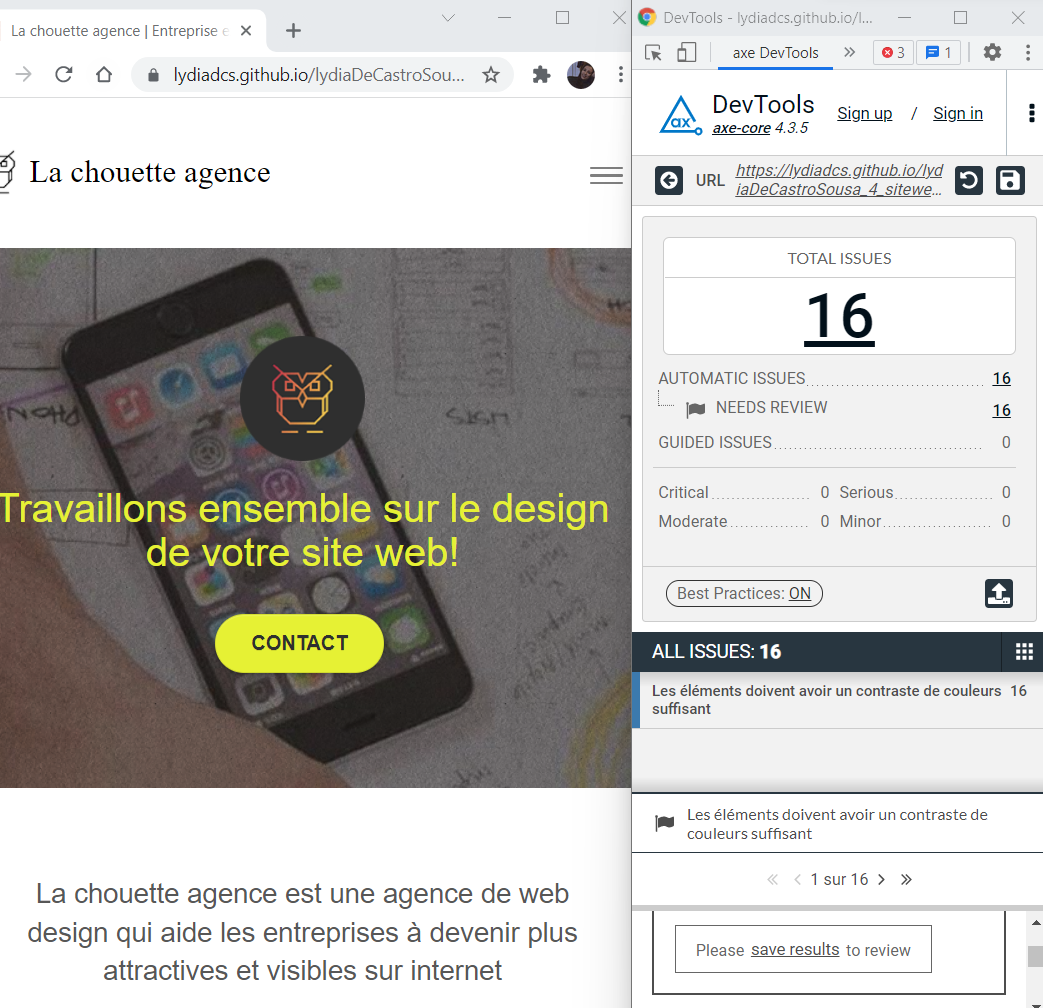 La chouette agence | Entreprise e
lydiadcs.github.io/lydiaDeCastroSou...
La chouette agence
Travaillons ensemble sur le design
de votre site web!
CONTACT
La chouette agence est une agence de web
design qui aide les entreprises à devenir plus
attractives et visibles sur internet
DevTools - lydiadcs.github.io/l...
axe DevTools
3
1
ax
DevTools
axe-core 4.3.5
Sign up / Sign in
URL
https://lydiadcs.github.io/lyd
iaDeCastroSousa_4_sitewe...
TOTAL ISSUES
16
AUTOMATIC ISSUES 16
NEEDS REVIEW 16
GUIDED ISSUES 0
Critical 0 Serious 0
Moderate 0 Minor 0
Best Practices: ON
ALL ISSUES: 16
Les éléments doivent avoir un contraste de couleurs 16
suffisant
Les éléments doivent avoir un contraste de
couleurs suffisant
1 sur 16
Please save results to review